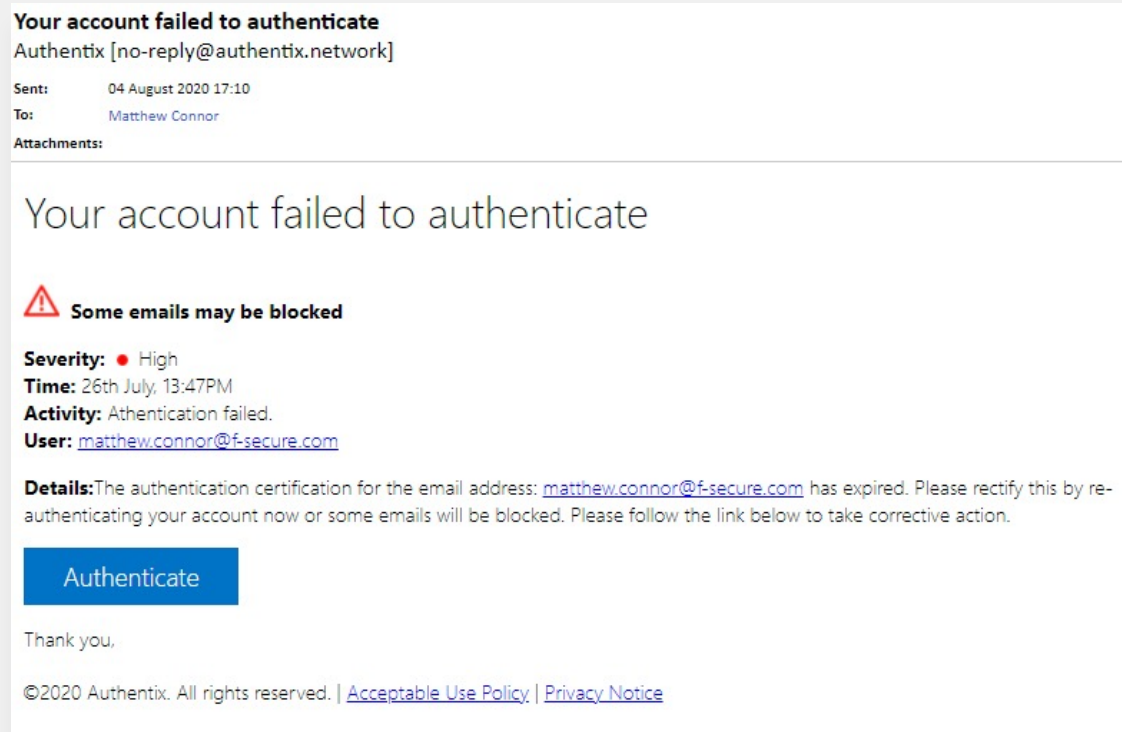 Your account failed to authenticate
Authentix [no-reply@authentix.network]
Sent: 04 August 2020 17:10
To: Matthew Connor
Attachments:
Your account failed to authenticate
Some emails may be blocked
Severity: High
Time: 26th July, 13:47PM
Activity: Athentication failed.
User: matthew.connor@f-secure.com
Details:The authentication certification for the email address: matthew.connor@f-secure.com has expired. Please rectify this by re-
authenticating your account now or some emails will be blocked. Please follow the link below to take corrective action.
Authenticate
Thank you,
©2020 Authentix. All rights reserved. | Acceptable Use Policy | Privacy Notice